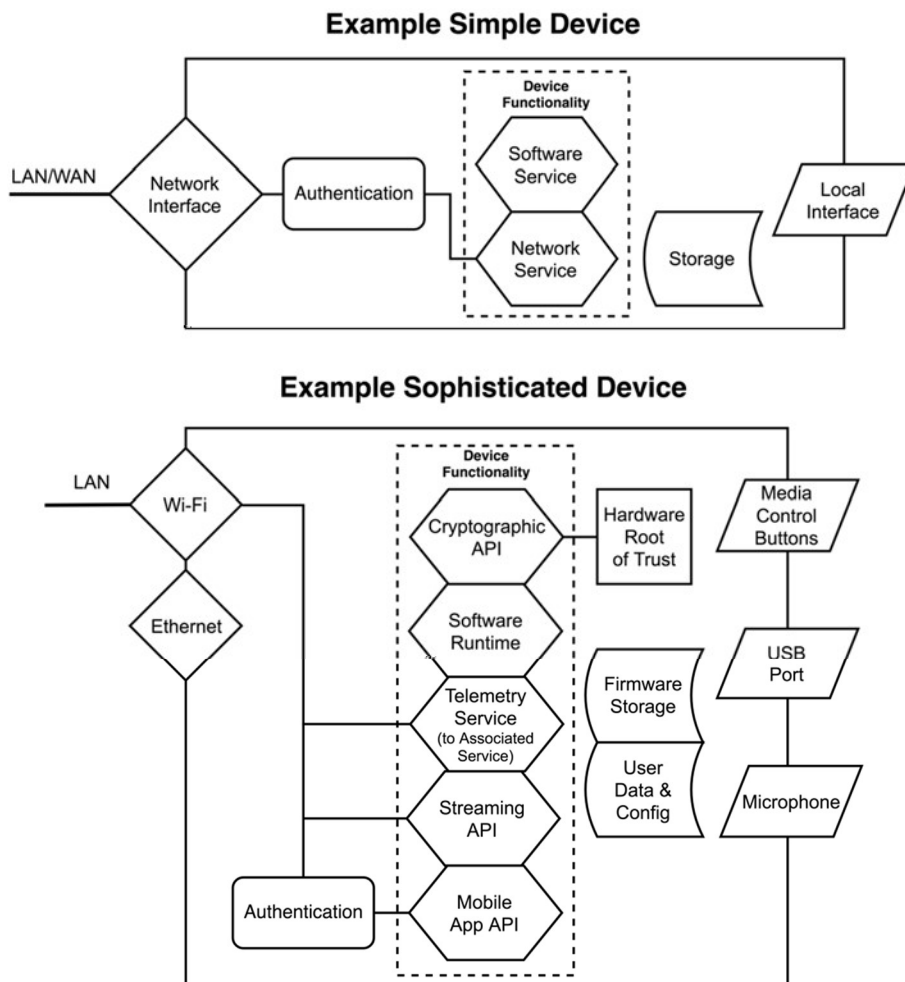 Example Simple Device
Device
Functionality
LAN/WAN
Network
Interface
Authentication
Software
Service
Network
Service
Storage
Local
Interface
Example Sophisticated Device
Device
Functionality
LAN
Wi-Fi
Ethernet
Cryptographic
API
Hardware
Root
of Trust
Media
Control
Buttons
Software
Runtime
USB
Port
Telemetry
Service
(to Associated
Service)
Firmware
Storage
User
Data &
Config
Microphone
Streaming
API
Authentication
Mobile
App API